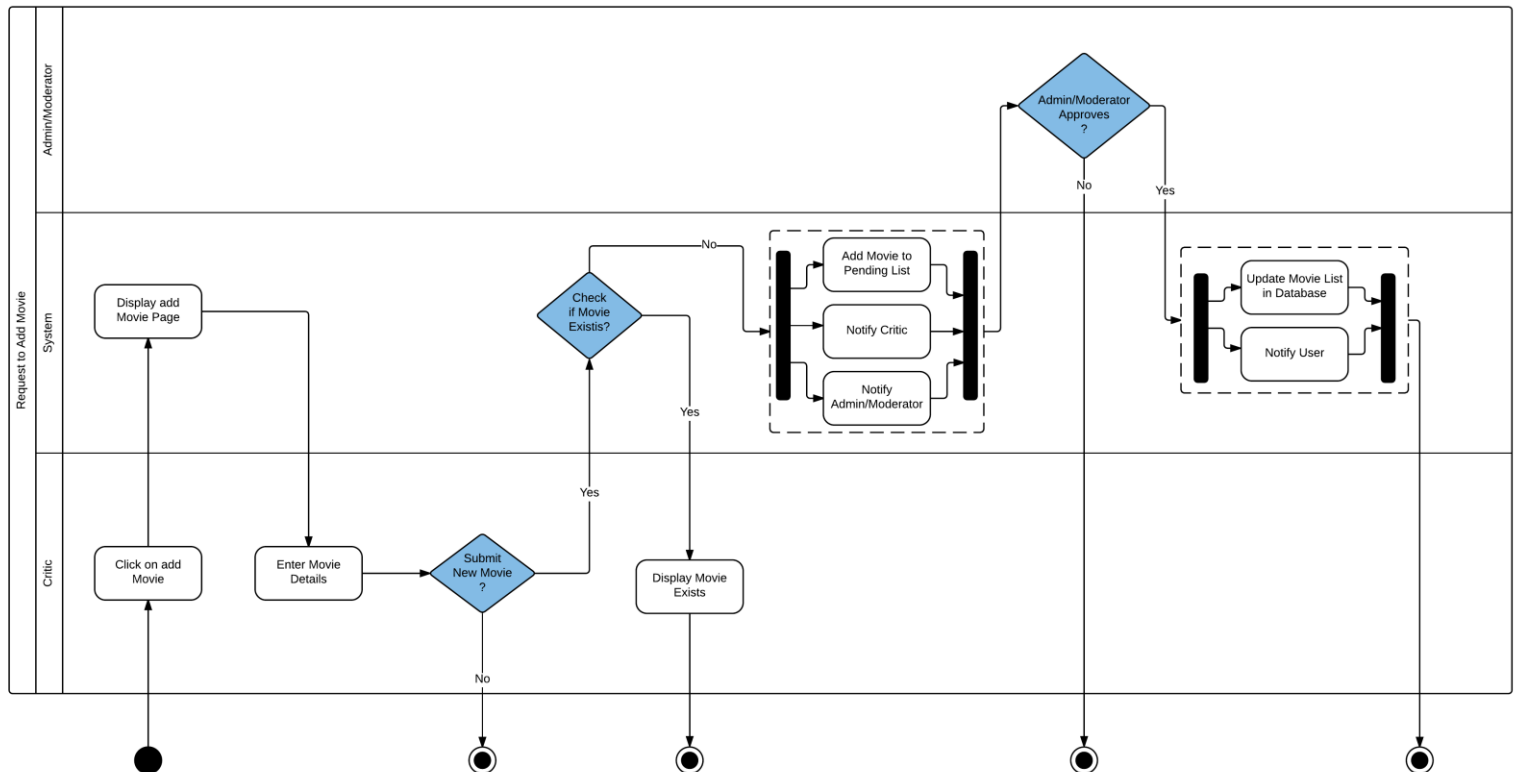 Request to Add Movie
Admin/Moderator
Admin/Moderator
Approves
?
No
Yes
System
Display add
Movie Page
Check
if Movie
Existis?
No
Yes
Add Movie to
Pending List
Notify Critic
Notify
Admin/Moderator
Update Movie List
in Database
Notify User
Critic
Click on add
Movie
Enter Movie
Details
Submit
New Movie
?
Yes
No
Display Movie
Exists